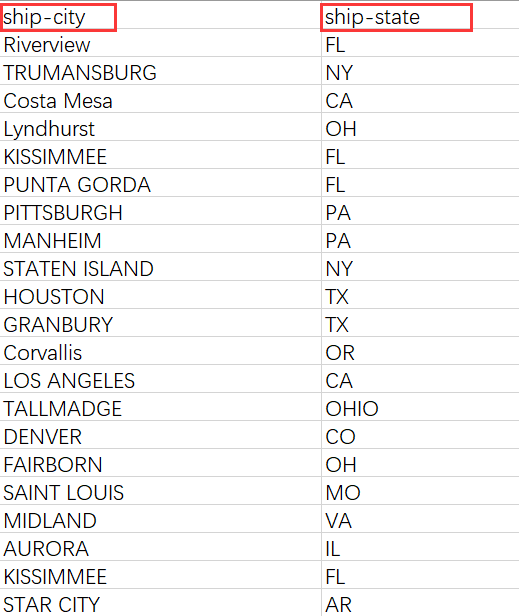 ship-city ship-state
Riverview FL
TRUMANSBURG NY
Costa Mesa CA
Lyndhurst OH
KISSIMMEE FL
PUNTA GORDA FL
PITTSBURGH PA
MANHEIM PA
STATEN ISLAND NY
HOUSTON TX
GRANBURY TX
Corvallis OR
LOS ANGELES CA
TALLMADGE OHIO
DENVER CO
FAIRBORN OH
SAINT LOUIS MO
MIDLAND VA
AURORA IL
KISSIMMEE FL
STAR CITY AR